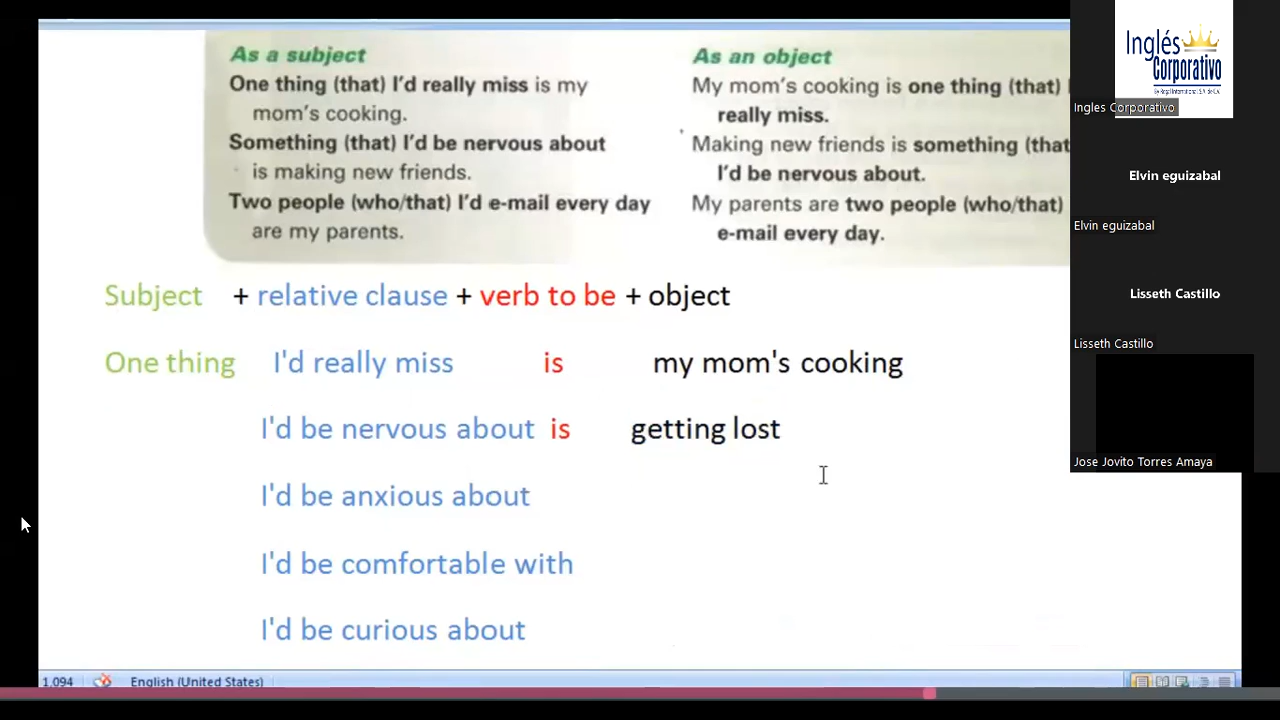 As a subject
One thing (that) I'd really miss is my
mom's cooking.
Something (that) I'd be nervous about
is making new friends.
Two people (who/that) I'd e-mail every day
are my parents.
As an object
My mom's cooking is one thing (that)
really miss.
Making new friends is something (that
I'd be nervous about.
My parents are two people (who/that)
e-mail every day.
Subject + relative clause + verb to be + object
One thing I'd really miss is my mom's cooking
I'd be nervous about is getting lost
I'd be anxious about
I'd be comfortable with
I'd be curious about
1,094 English (United States)
Inglés
Corporativo
Ingles Corporativo
Elvin eguizabal
Elvin eguizabal
Lisseth Castillo
Lisseth Castillo
Jose Jovito Torres Amaya